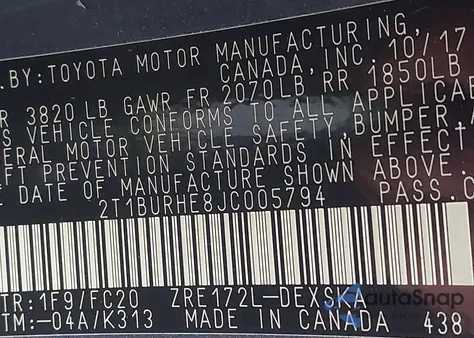 .BY:TOYOTA MOTOR MANUFACTURING,
CANADA, INC. 10/17
R 3820 LB GAWR FR 2070LB RR 1850LB
S VEHICLE CONFORMS TO ALL APPLICAB
ERAL MOTOR VEHICLE SAFETY, BUMPER, A
FT PREVENTION STANDARDS IN EFFECT
E DATE OF MANUFACTURE SHOWN ABOVE.
2T1BURHE8JC005794 PASS.C
TR:1F9/FC20 ZRE172L-DEXSKA
TM:-04A/K313 MADE IN CANADA 438
autaSnap